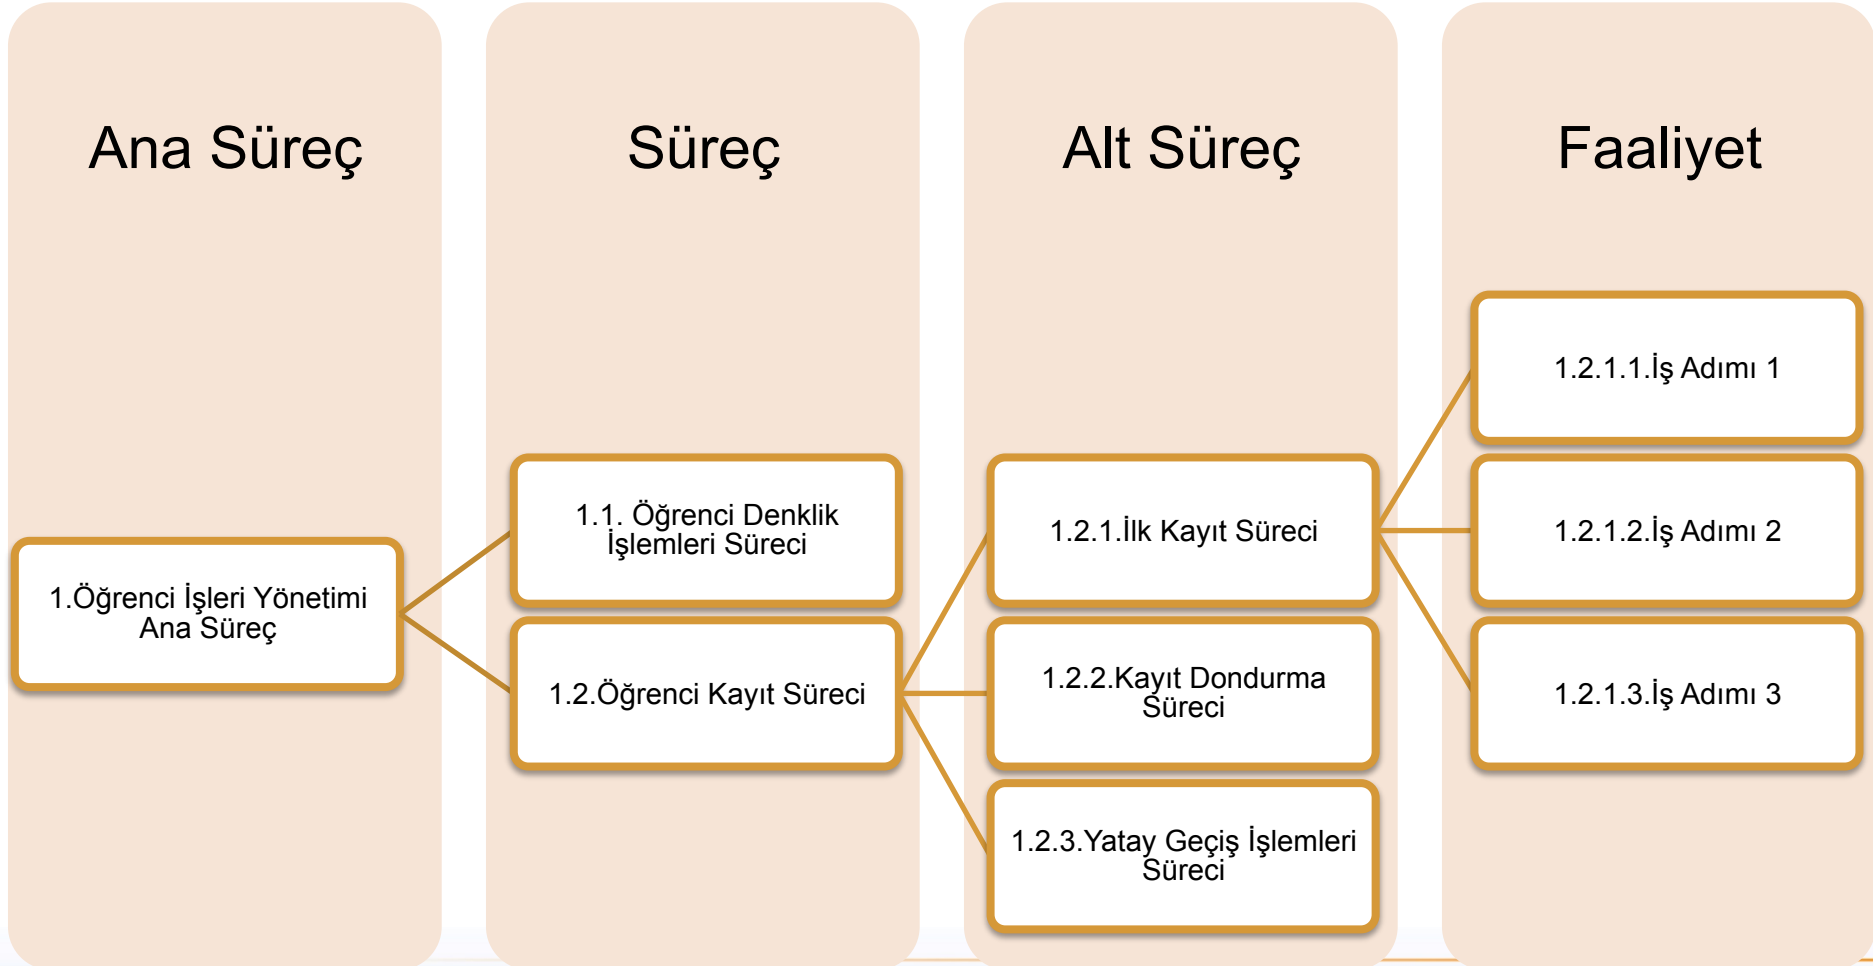 Ana Süreç
Süreç
Alt Süreç
Faaliyet
1.Öğrenci İşleri Yönetimi
Ana Süreç
1.1. Öğrenci Denklik
İşlemleri Süreci
1.2.Öğrenci Kayıt Süreci
1.2.1.İlk Kayıt Süreci
1.2.2.Kayıt Dondurma
Süreci
1.2.3.Yatay Geçiş İşlemleri
Süreci
1.2.1.1.İş Adımı 1
1.2.1.2.İş Adımı 2
1.2.1.3.İş Adımı 3